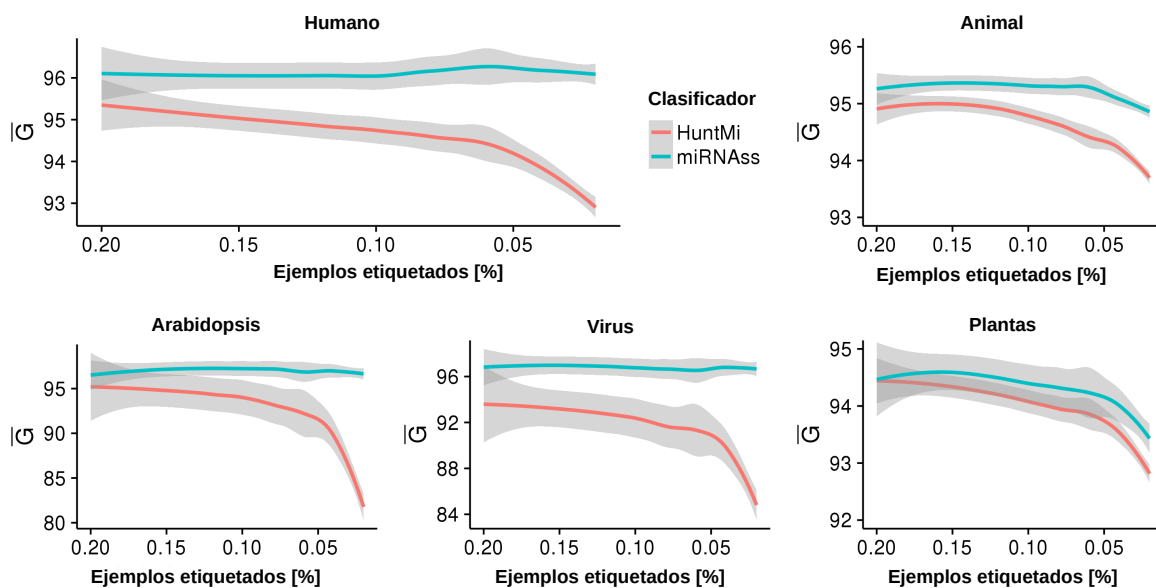 Humano
96
95
94
93
G
0.20 0.15 0.10 0.05
Ejemplos etiquetados [%]
Clasificador
HuntMi
miRNAss
Animal
96
95
94
93
G
0.20 0.15 0.10 0.05
Ejemplos etiquetados [%]
Arabidopsis
95
90
85
80
G
0.20 0.15 0.10 0.05
Ejemplos etiquetados [%]
Virus
96
92
88
84
G
0.20 0.15 0.10 0.05
Ejemplos etiquetados [%]
Plantas
95
94
93
92
G
0.20 0.15 0.10 0.05
Ejemplos etiquetados [%]